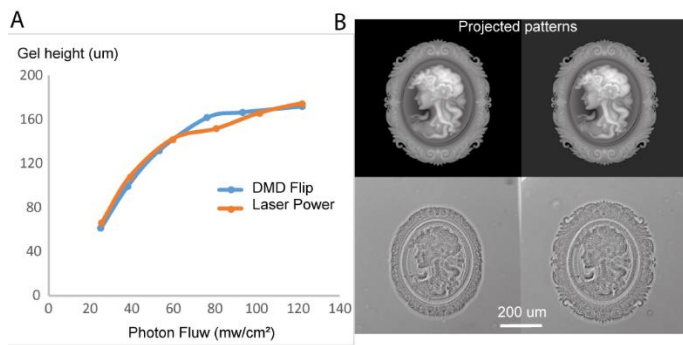 A
Gel height (um)
200
160
120
80
40
0
0 20 40 60 80 100 120 140
DMD Flip
Laser Power
Photon Fluw (mw/cm²)
B
Projected patterns
200 um